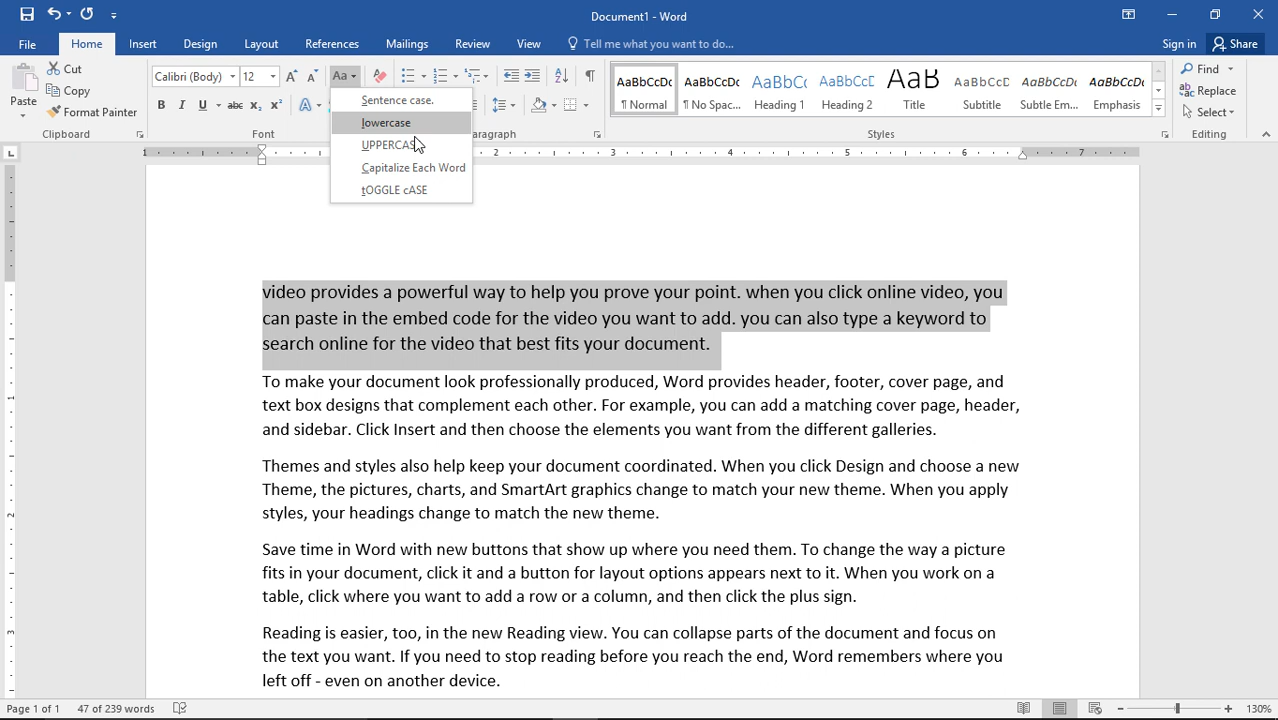 Document1 - Word
File Home Insert Design Layout References Mailings Review View Tell me what you want to do... Sign in Share
Paste Cut Copy Format Painter
Clipboard
Calibri (Body) 12 Aa
B I U abc X₂ X² A
Font
Sentence case.
lowercase
UPPERCASE
Capitalize Each Word
tOGGLE cASE
aragraph
AaBbCcDc AaBbCcDc AaBbCc AaBbCcD AaB AaBbCcD AaBbCcDc AaBbCcDc
¶ Normal ¶ No Spac... Heading 1 Heading 2 Title Subtitle Subtle Em... Emphasis
Styles
Find
Replace
Select
Editing
1 2 3 4 5 6 7
video provides a powerful way to help you prove your point. when you click online video, you
can paste in the embed code for the video you want to add. you can also type a keyword to
search online for the video that best fits your document.
To make your document look professionally produced, Word provides header, footer, cover page, and
text box designs that complement each other. For example, you can add a matching cover page, header,
and sidebar. Click Insert and then choose the elements you want from the different galleries.
Themes and styles also help keep your document coordinated. When you click Design and choose a new
Theme, the pictures, charts, and SmartArt graphics change to match your new theme. When you apply
styles, your headings change to match the new theme.
Save time in Word with new buttons that show up where you need them. To change the way a picture
fits in your document, click it and a button for layout options appears next to it. When you work on a
table, click where you want to add a row or a column, and then click the plus sign.
Reading is easier, too, in the new Reading view. You can collapse parts of the document and focus on
the text you want. If you need to stop reading before you reach the end, Word remembers where you
left off - even on another device.
Page 1 of 1 47 of 239 words 130%